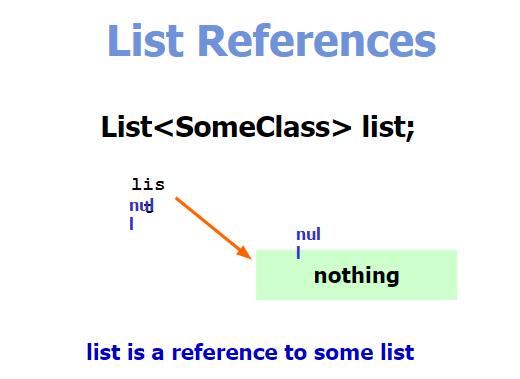 List References
List<SomeClass> list;
lis
t
nul
l
nul
l
nothing
list is a reference to some list